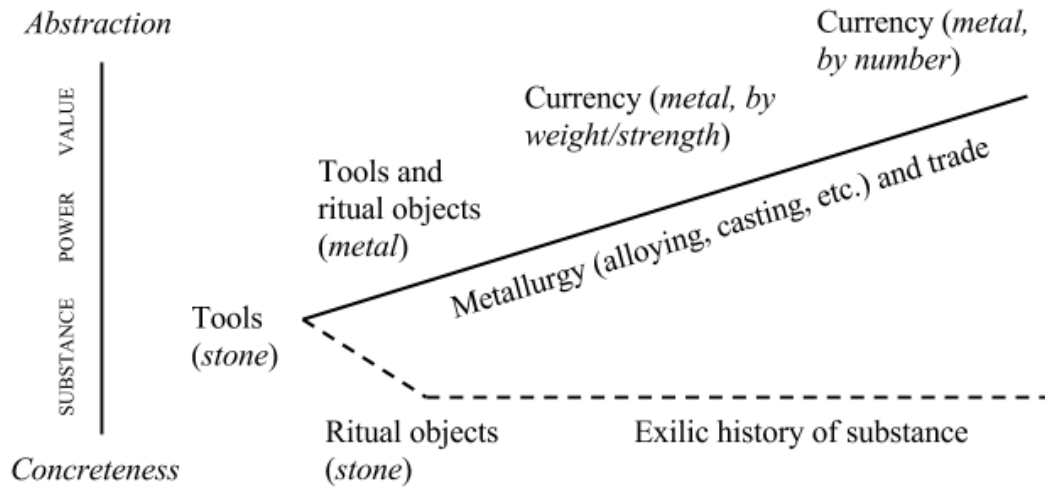 Abstraction
Currency (metal,
by number)
VALUE
Currency (metal, by
weight/strength)
POWER
Tools and
ritual objects
(metal)
Metallurgy (alloying, casting, etc.) and trade
SUBSTANCE
Tools
(stone)
Ritual objects
(stone)
Exilic history of substance
Concreteness